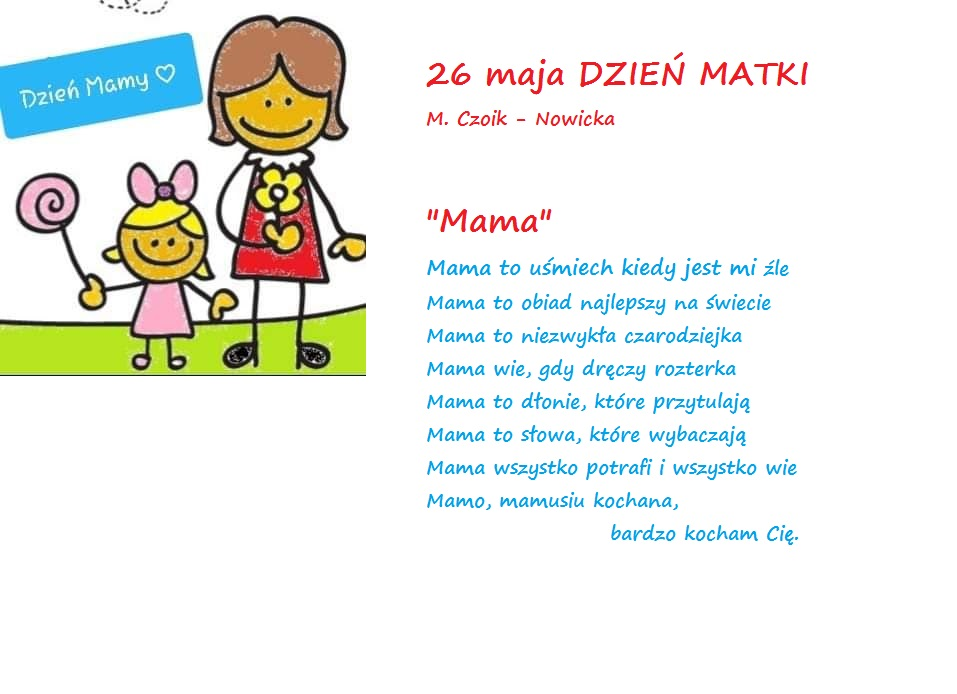 Dzień Mamy ♡
26 maja DZIEŃ MATKI
M. Czoik - Nowicka
"Mama"
Mama to uśmiech kiedy jest mi źle
Mama to obiad najlepszy na świecie
Mama to niezwykła czarodziejka
Mama wie, gdy dręczy rozterka
Mama to dłonie, które przytulają
Mama to słowa, które wybaczają
Mama wszystko potrafi i wszystko wie
Mamo, mamusiu kochana,
bardzo kocham Cię.